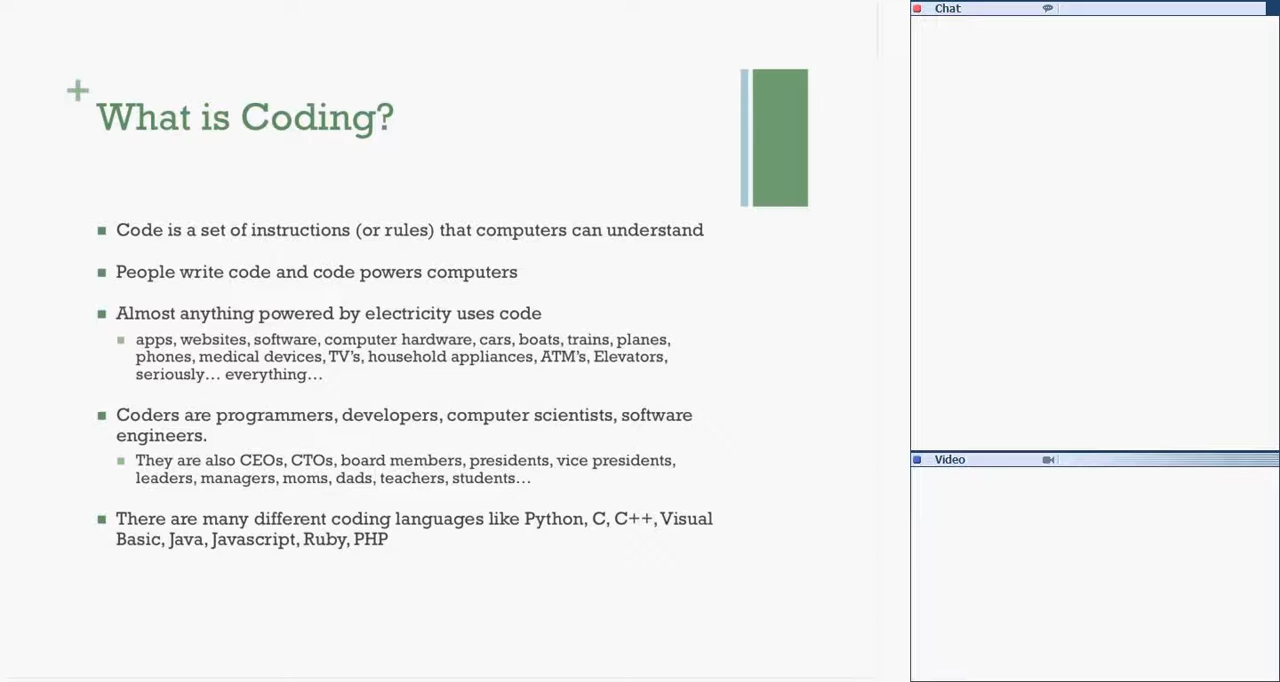 +
What is Coding?
Code is a set of instructions (or rules) that computers can understand
People write code and code powers computers
Almost anything powered by electricity uses code
apps, websites, software, computer hardware, cars, boats, trains, planes,
phones, medical devices, TV's, household appliances, ATM's, Elevators,
seriously... everything...
Coders are programmers, developers, computer scientists, software
engineers.
They are also CEOs, CTOs, board members, presidents, vice presidents,
leaders, managers, moms, dads, teachers, students...
There are many different coding languages like Python, C, C++, Visual
Basic, Java, Javascript, Ruby, PHP
Chat
Video